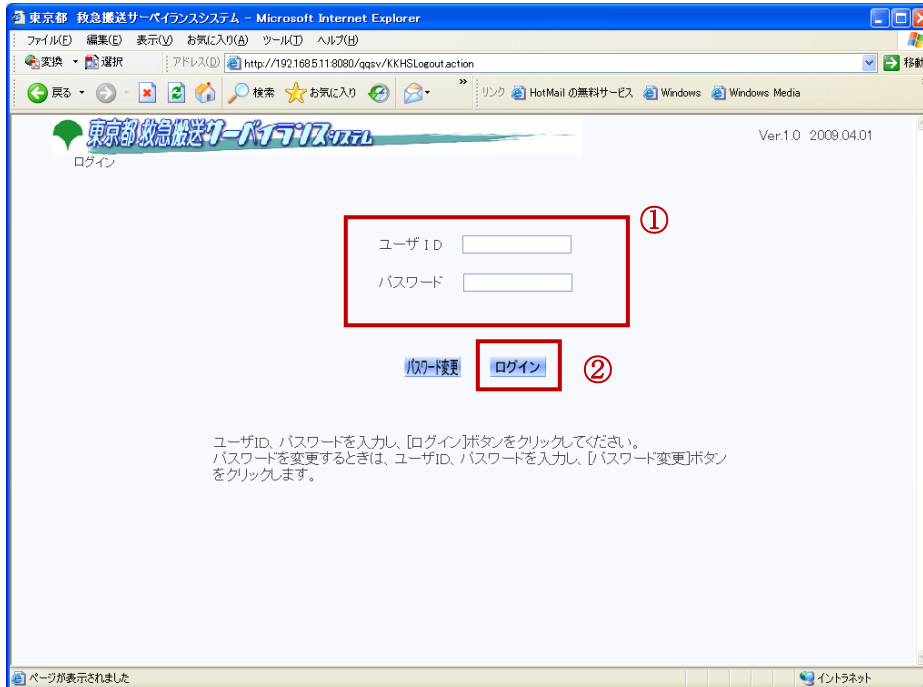 東京都 救急搬送サーベイランスシステム - Microsoft Internet Explorer
ファイル(F) 編集(E) 表示(V) お気に入り(A) ツール(T) ヘルプ(H)
変換 選択 アドレス(D) http://192.168.5.11:8080/qqsv/KKHSLogout.action 移動
戻る 検索 お気に入り » リンク HotMail の無料サービス Windows Windows Media
東京都救急搬送サーベイランスシステム Ver.1.0 2009.04.01
ログイン
①
ユーザID
パスワード
パスワード変更 ログイン ②
ユーザID、パスワードを入力し、[ログイン]ボタンをクリックしてください。
パスワードを変更するときは、ユーザID、パスワードを入力し、[パスワード変更]ボタン
をクリックします。
ページが表示されました イントラネット